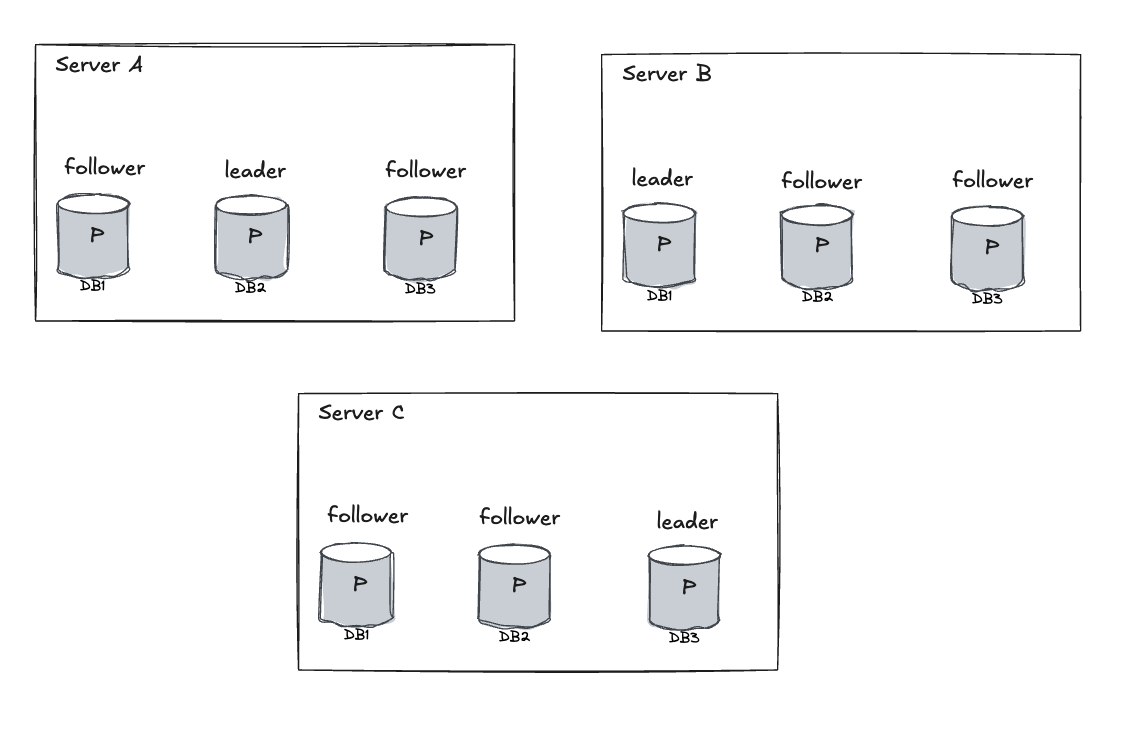 Server A
follower leader follower
P P P
DB1 DB2 DB3
Server B
leader follower follower
P P P
DB1 DB2 DB3
Server C
follower follower leader
P P P
DB1 DB2 DB3